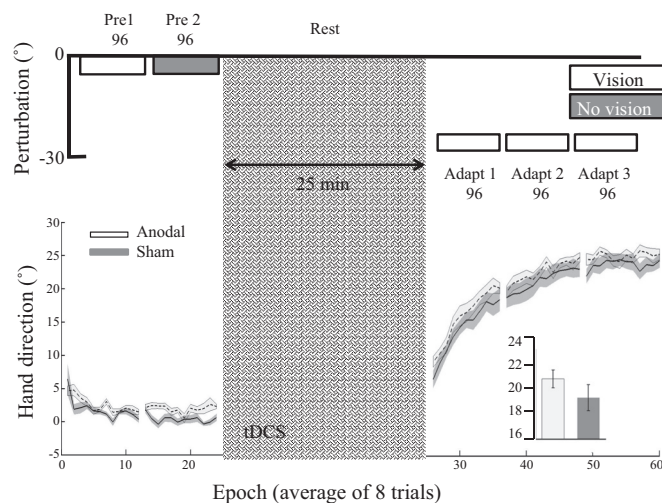 Pre1 Pre 2 Rest
96 96
Perturbation (°)
0
-30
Vision
No vision
25 min
Adapt 1 Adapt 2 Adapt 3
96 96 96
Hand direction (°)
30
25
20
15
10
5
0
-5
Anodal
Sham
tDCS
24
22
20
18
16
0 10 20 30 40 50 60
Epoch (average of 8 trials)